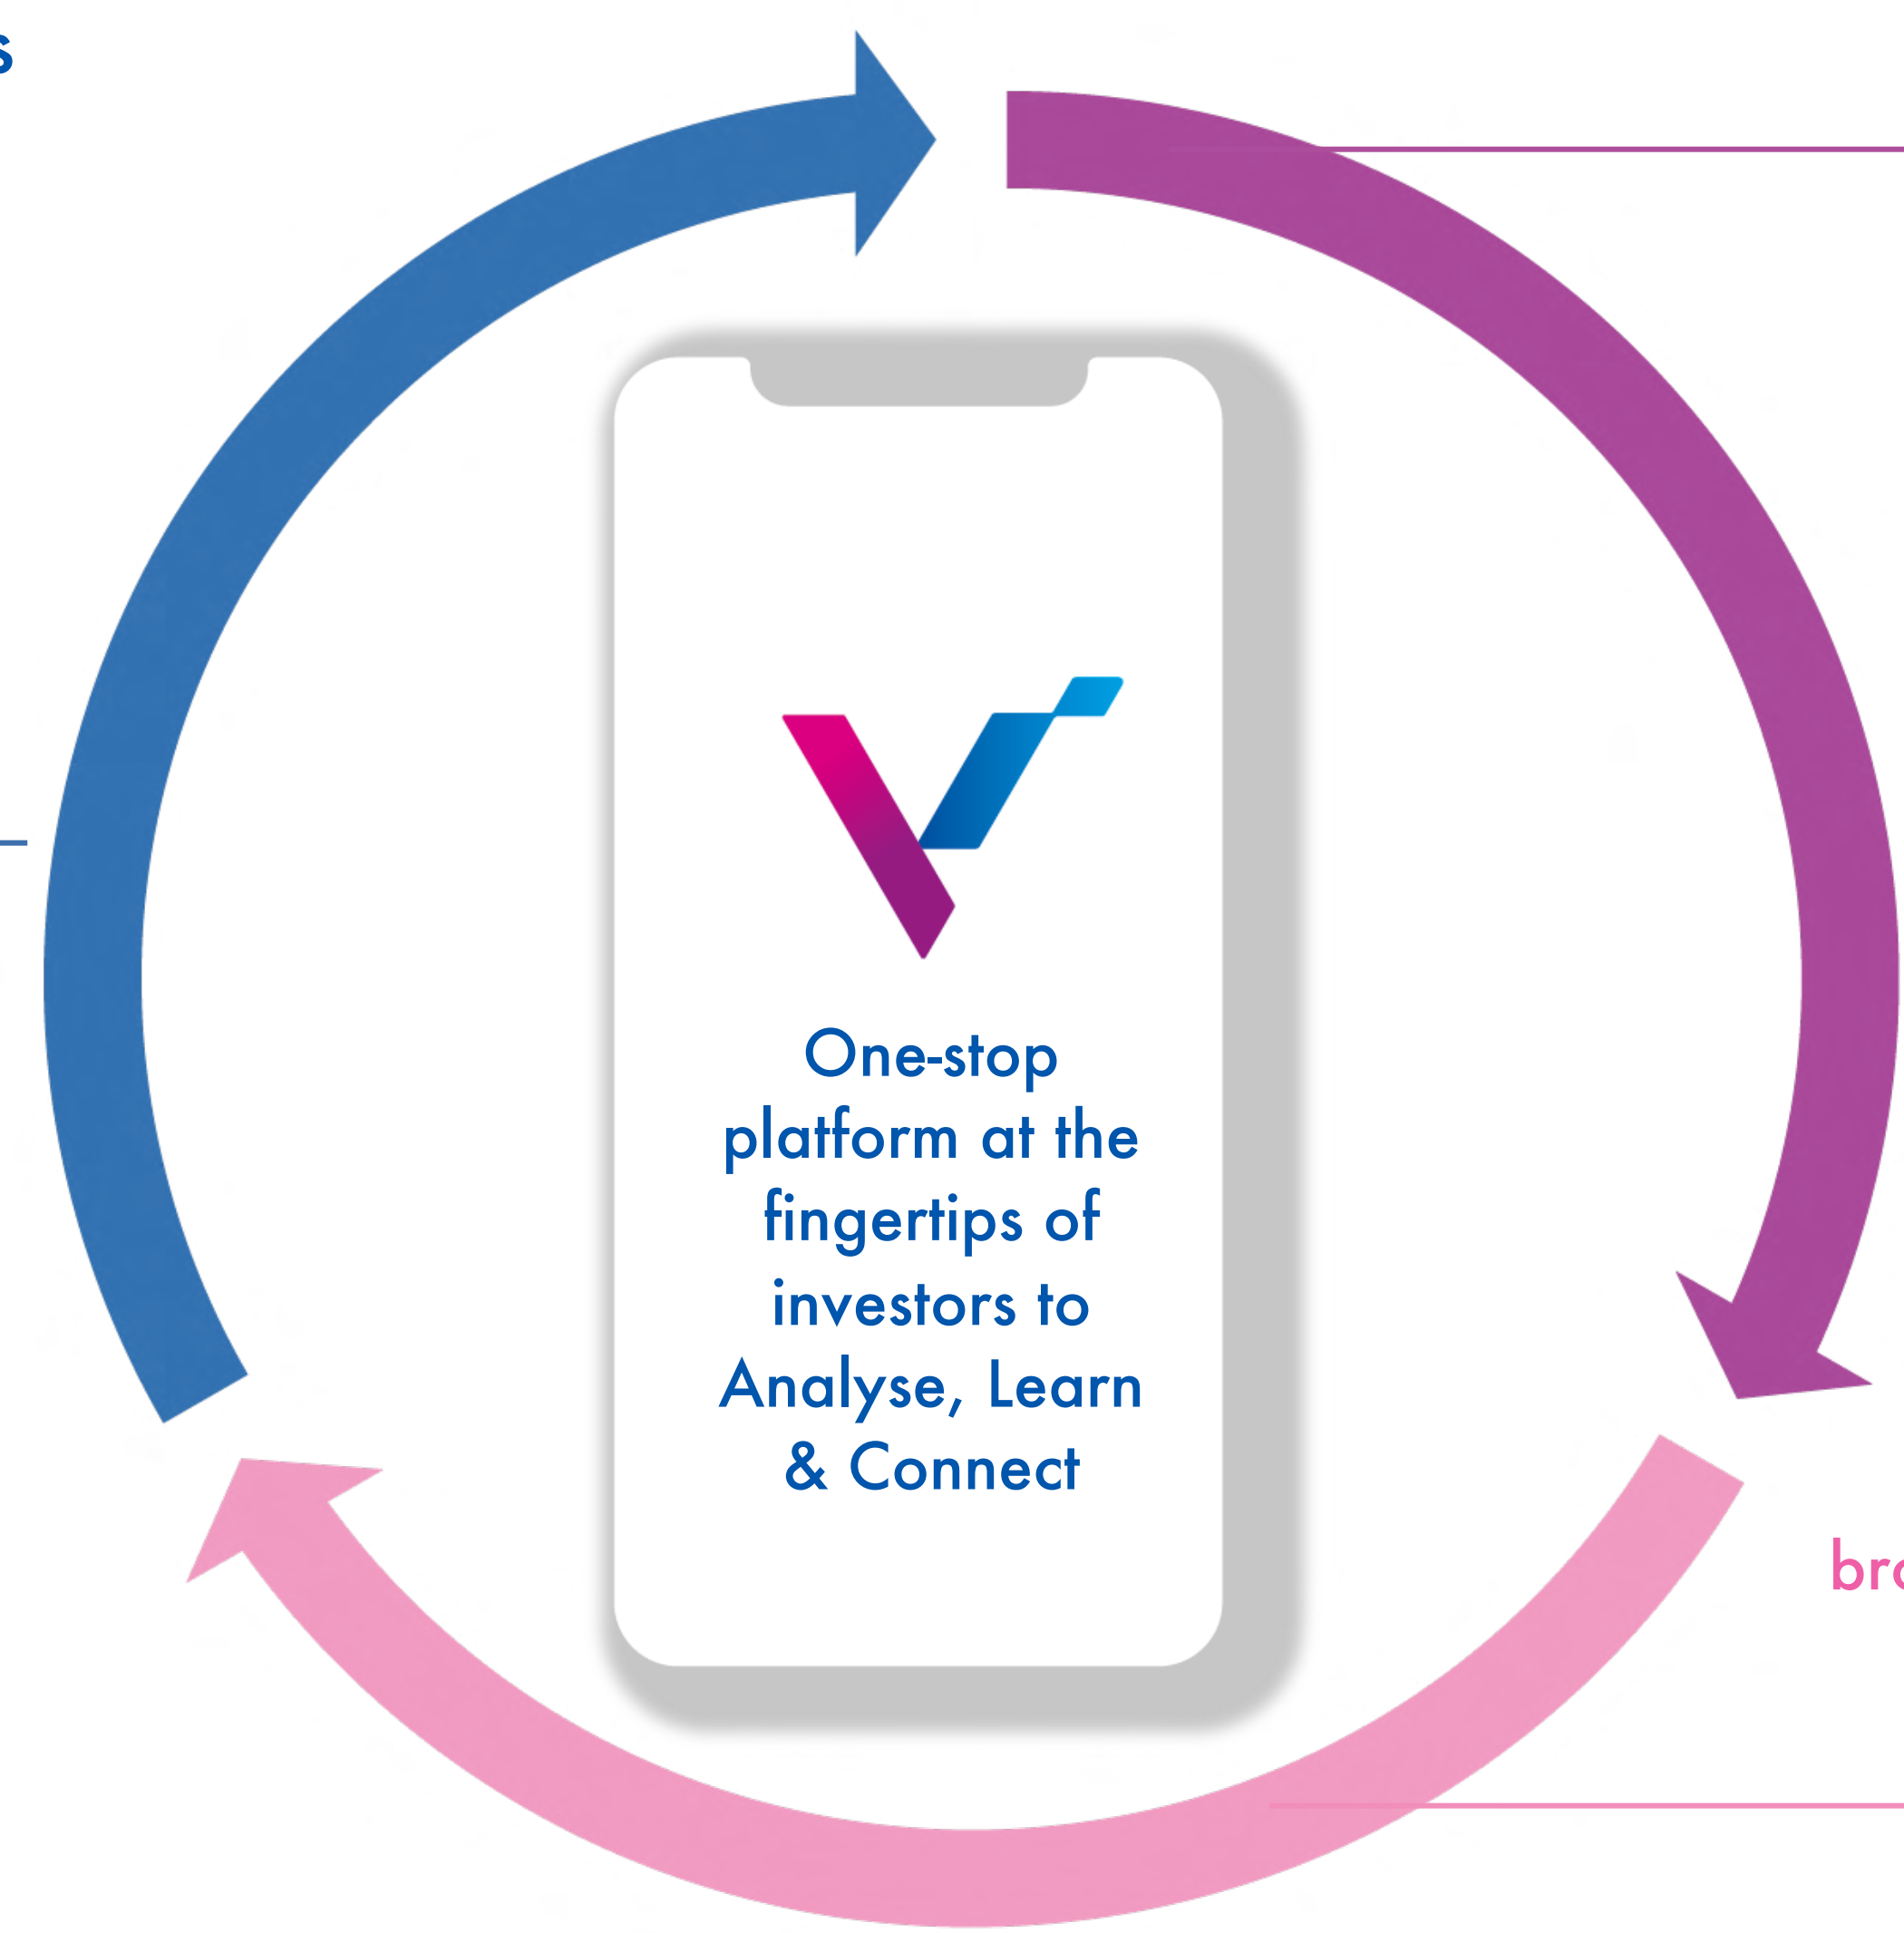 One-stop
platform at the
fingertips of
investors to
Analyse, Learn
& Connect